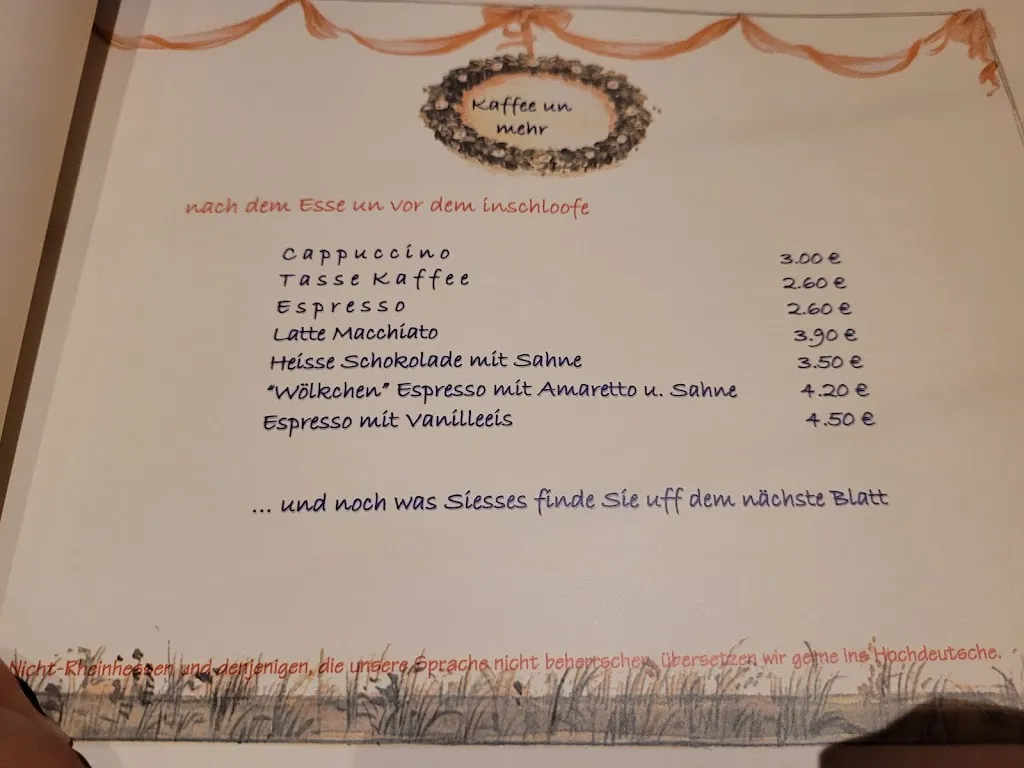 Kaffee un
mehr
nach dem Esse un vor dem inschloofe
Cappuccino 3.00 €
Tasse Kaffee 2.60 €
Espresso 2.60 €
Latte Macchiato 3.90 €
Heisse Schokolade mit Sahne 3.50 €
“Wölkchen” Espresso mit Amaretto u. Sahne 4.20 €
Espresso mit Vanilleeis 4.50 €
... und noch was Siesses finde Sie uff dem nächste Blatt
Nicht-Rheinhessen und denjenigen, die unsere Sprache nicht beherrschen, übersetzen wir gerne ins Hochdeutsche.